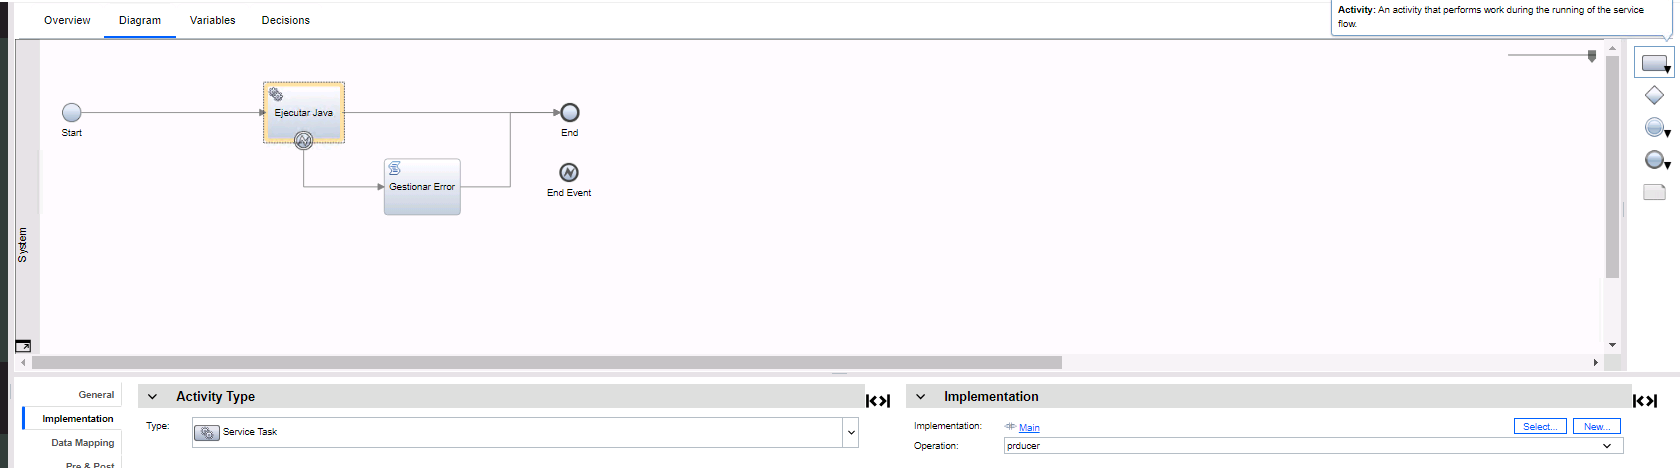 Overview Diagram Variables Decisions
Activity: An activity that performs work during the running of the service
flow.
Ejecutar Java
Start
End
Gestionar Error
End Event
System
General
Implementation
Data Mapping
Pre & Post
Activity Type
Type: Service Task
Implementation
Implementation: Main Select... New...
Operation: prducer